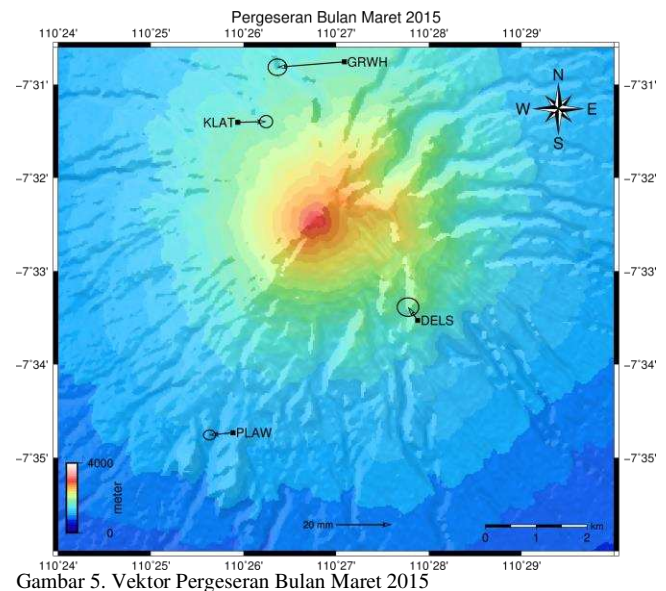 Pergeseran Bulan Maret 2015
110˚24' 110˚25' 110˚26' 110˚27' 110˚28' 110˚29'
−7˚31' −7˚31'
−7˚32' −7˚32'
−7˚33' −7˚33'
−7˚34' −7˚34'
−7˚35' −7˚35'
GRWH
KLAT
N
W E
S
DELS
PLAW
4000
meter
0
20 mm
km
0 1 2
110˚24' 110˚25' 110˚26' 110˚27' 110˚28' 110˚29'
Gambar 5. Vektor Pergeseran Bulan Maret 2015